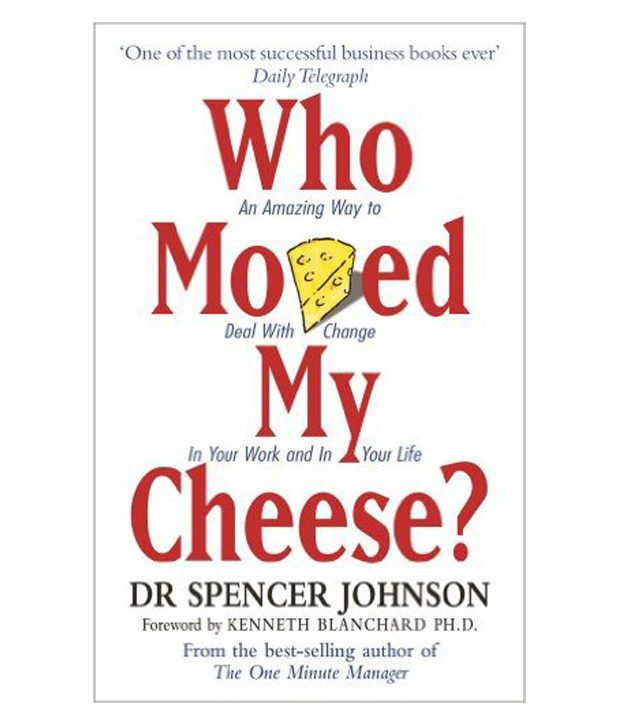 ‘One of the most successful business books ever’
Daily Telegraph
Who
An Amazing Way to
Moved
Deal With Change
My
In Your Work and In Your Life
Cheese?
DR SPENCER JOHNSON
Foreword by KENNETH BLANCHARD PH.D.
From the best-selling author of
The One Minute Manager